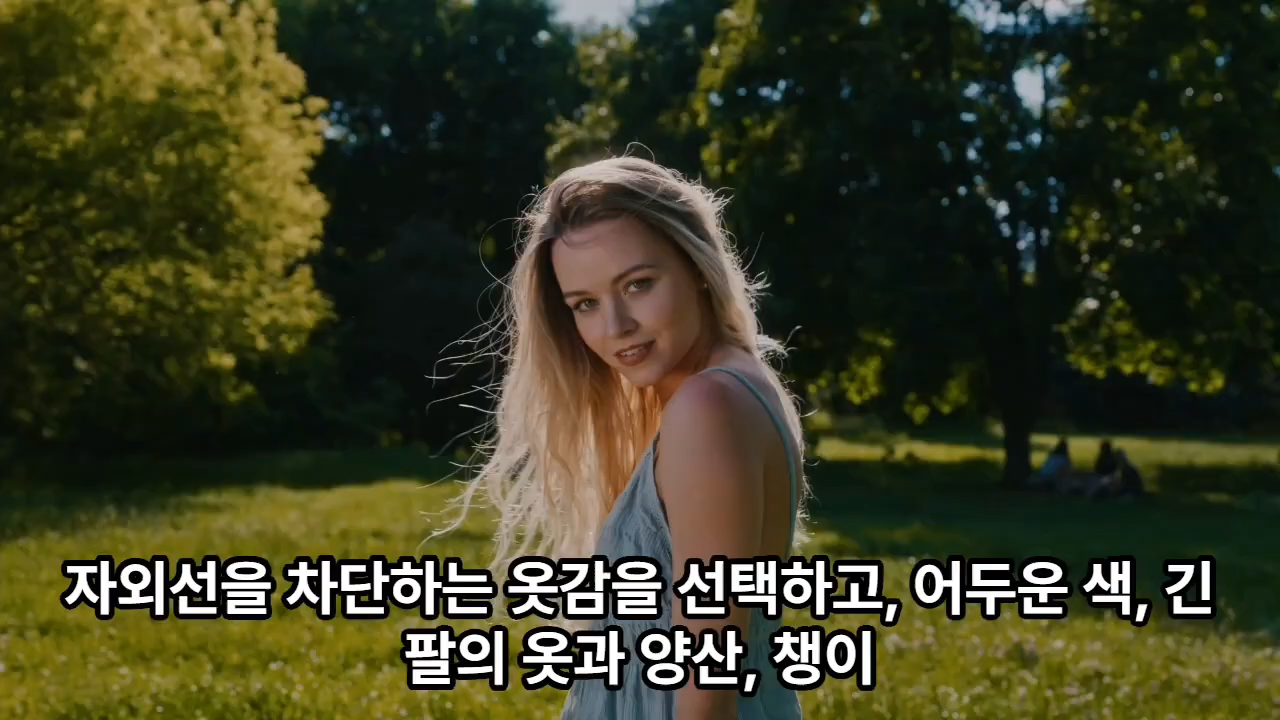 자외선을 차단하는 옷감을 선택하고, 어두운 색, 긴
팔의 옷과 양산, 챙이